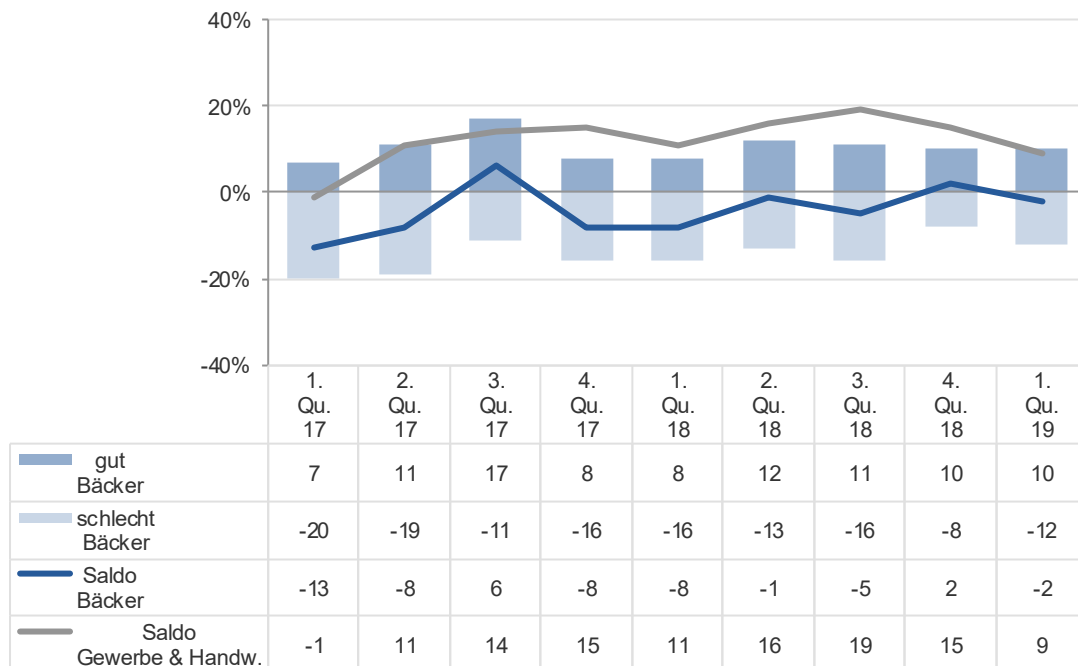 40%
20%
0%
-20%
-40%
1. Qu. 17 2. Qu. 17 3. Qu. 17 4. Qu. 17 1. Qu. 18 2. Qu. 18 3. Qu. 18 4. Qu. 18 1. Qu. 19
gut Bäcker 7 11 17 8 8 12 11 10 10
schlecht Bäcker -20 -19 -11 -16 -16 -13 -16 -8 -12
Saldo Bäcker -13 -8 6 -8 -8 -1 -5 2 -2
Saldo Gewerbe & Handw. -1 11 14 15 11 16 19 15 9